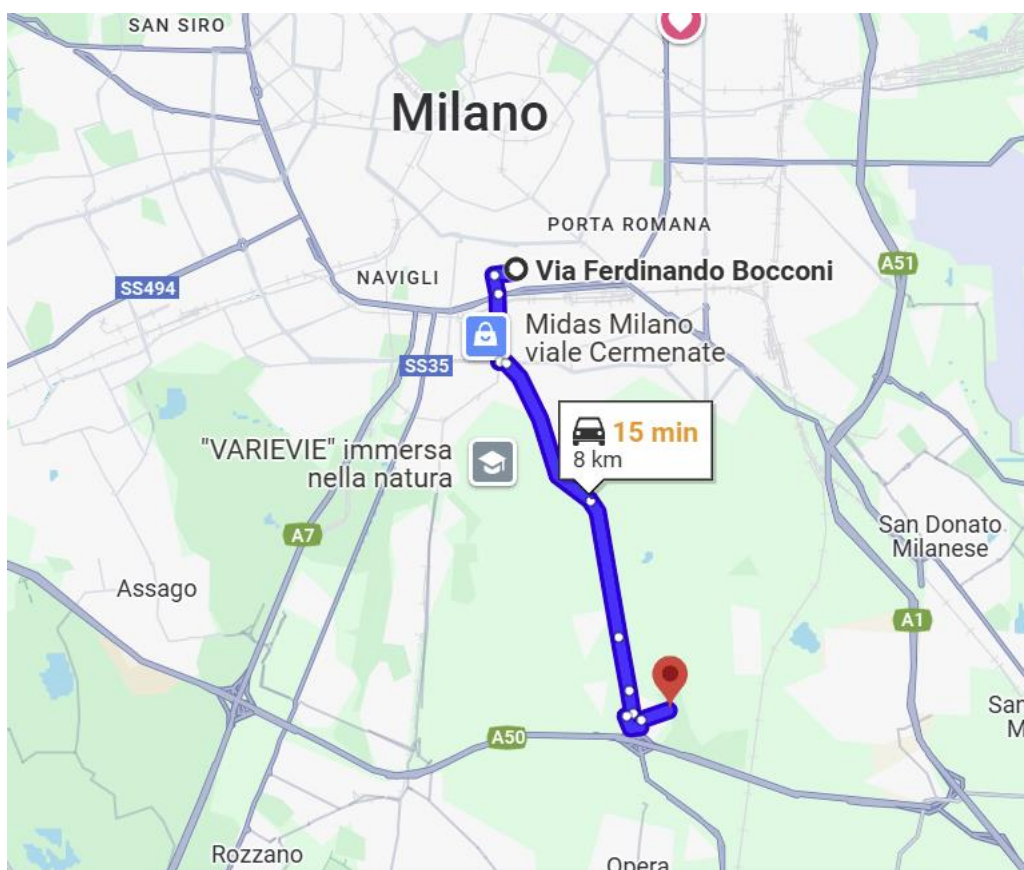 SAN SIRO
Milano
PORTA ROMANA
A51
NAVIGLI
Via Ferdinando Bocconi
SS494
Midas Milano
viale Cermenate
SS35
15 min
8 km
"VARIEVIE" immersa
nella natura
A7
San Donato
Milanese
Assago
A1
San
M
A50
Rozzano
Opera